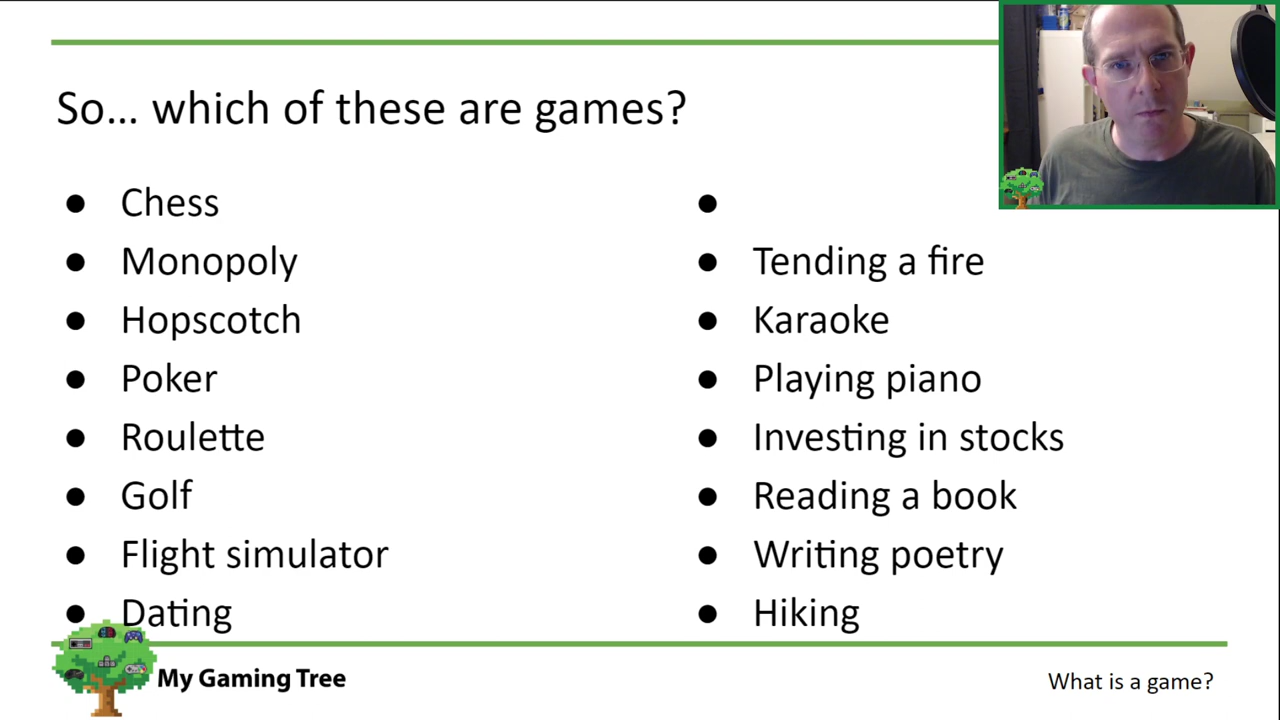 So... which of these are games?
● Chess
● Monopoly
● Hopscotch
● Poker
● Roulette
● Golf
● Flight simulator
● Dating
●
● Tending a fire
● Karaoke
● Playing piano
● Investing in stocks
● Reading a book
● Writing poetry
● Hiking
My Gaming Tree
What is a game?